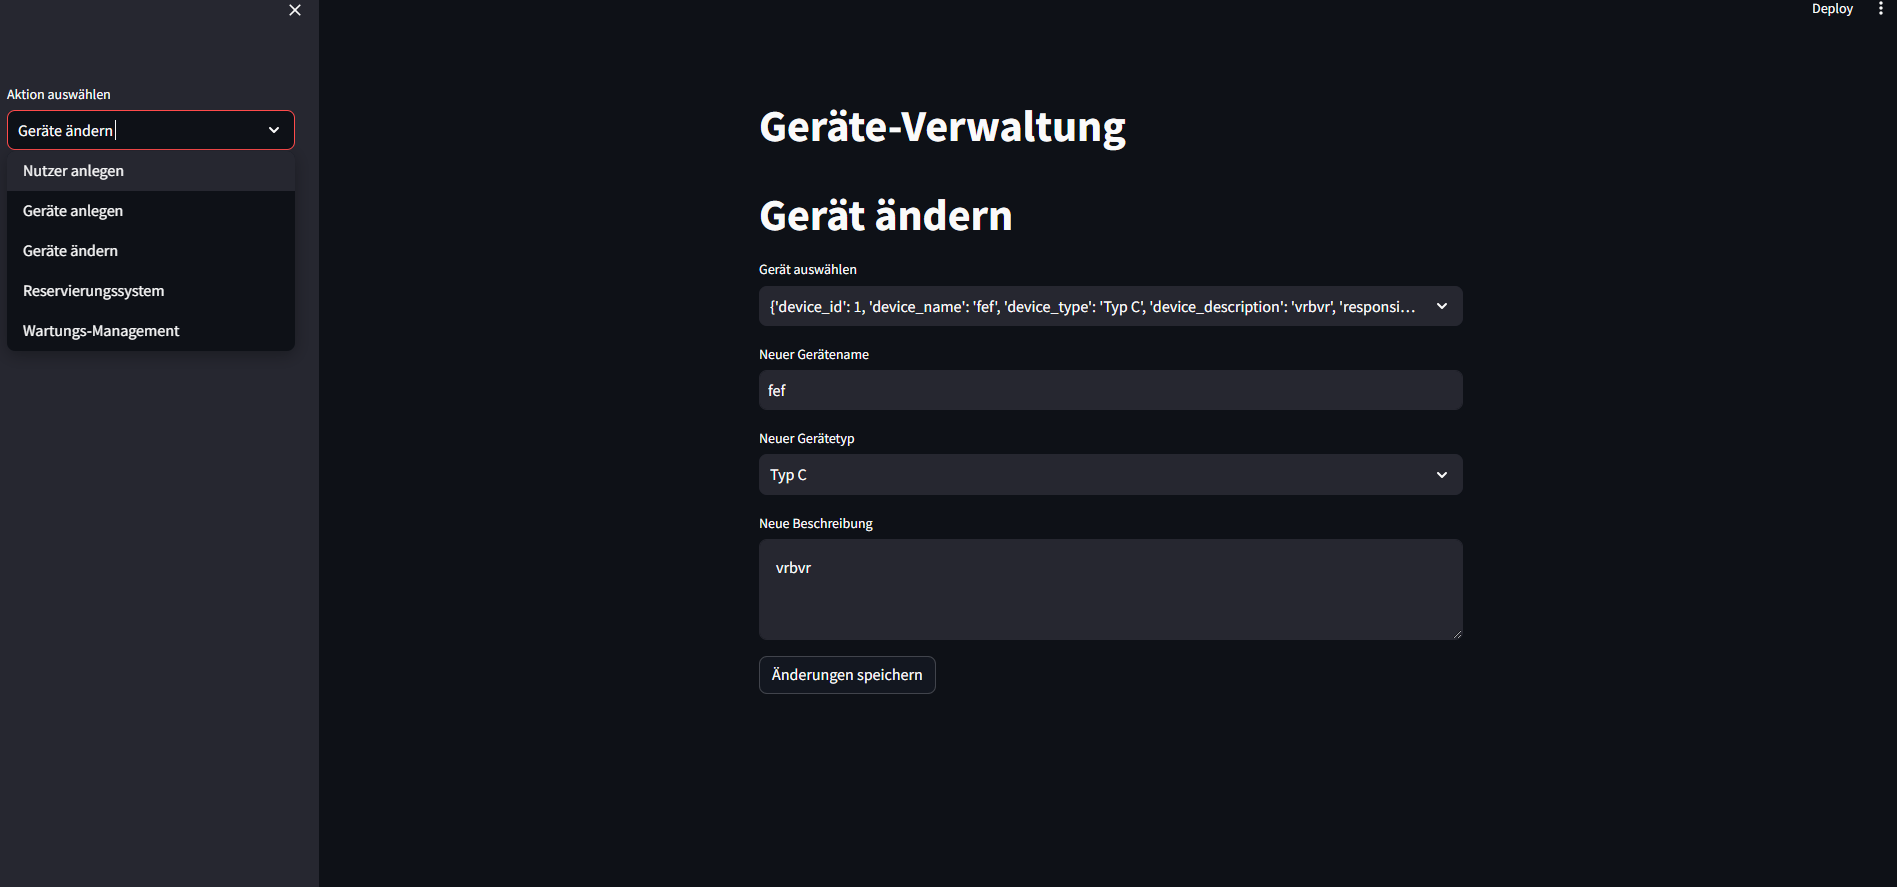 Deploy
Aktion auswählen
Geräte ändern
Nutzer anlegen
Geräte anlegen
Geräte ändern
Reservierungssystem
Wartungs-Management
Geräte-Verwaltung
Gerät ändern
Gerät auswählen
{'device_id': 1, 'device_name': 'fef', 'device_type': 'Typ C', 'device_description': 'vrbvr', 'responsi...
Neuer Gerätename
fef
Neuer Gerätetyp
Typ C
Neue Beschreibung
vrbvr
Änderungen speichern